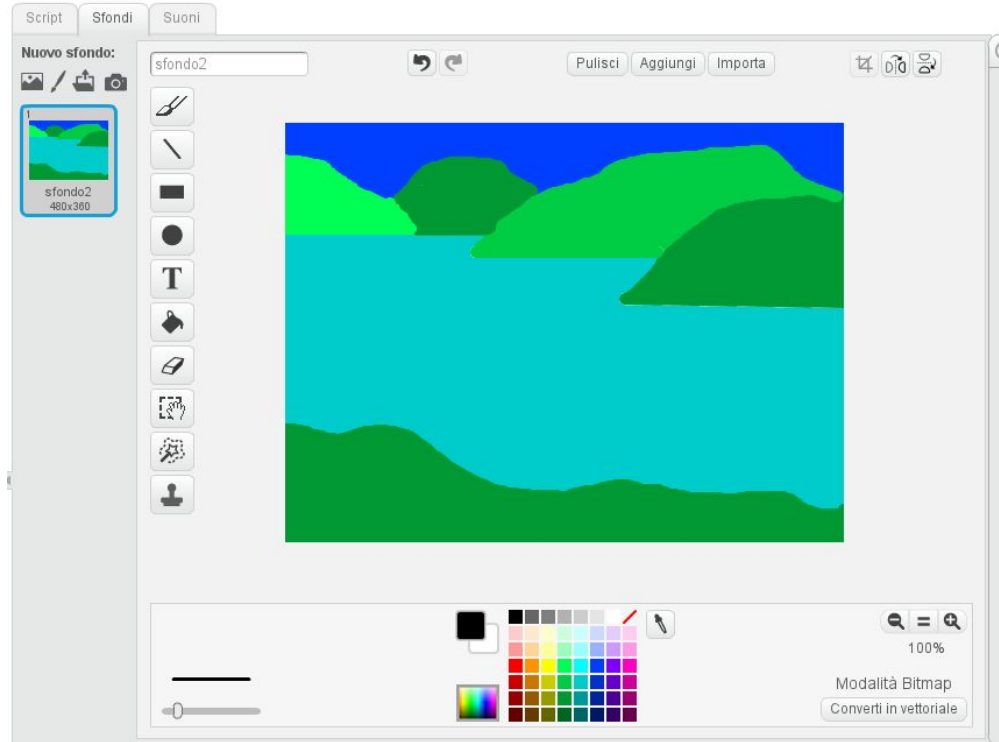 Script Sfondi Suoni
Nuovo sfondo:
sfondo2
Pulisci Aggiungi Importa
1
sfondo2
480x360
T
100%
Modalità Bitmap
Converti in vettoriale